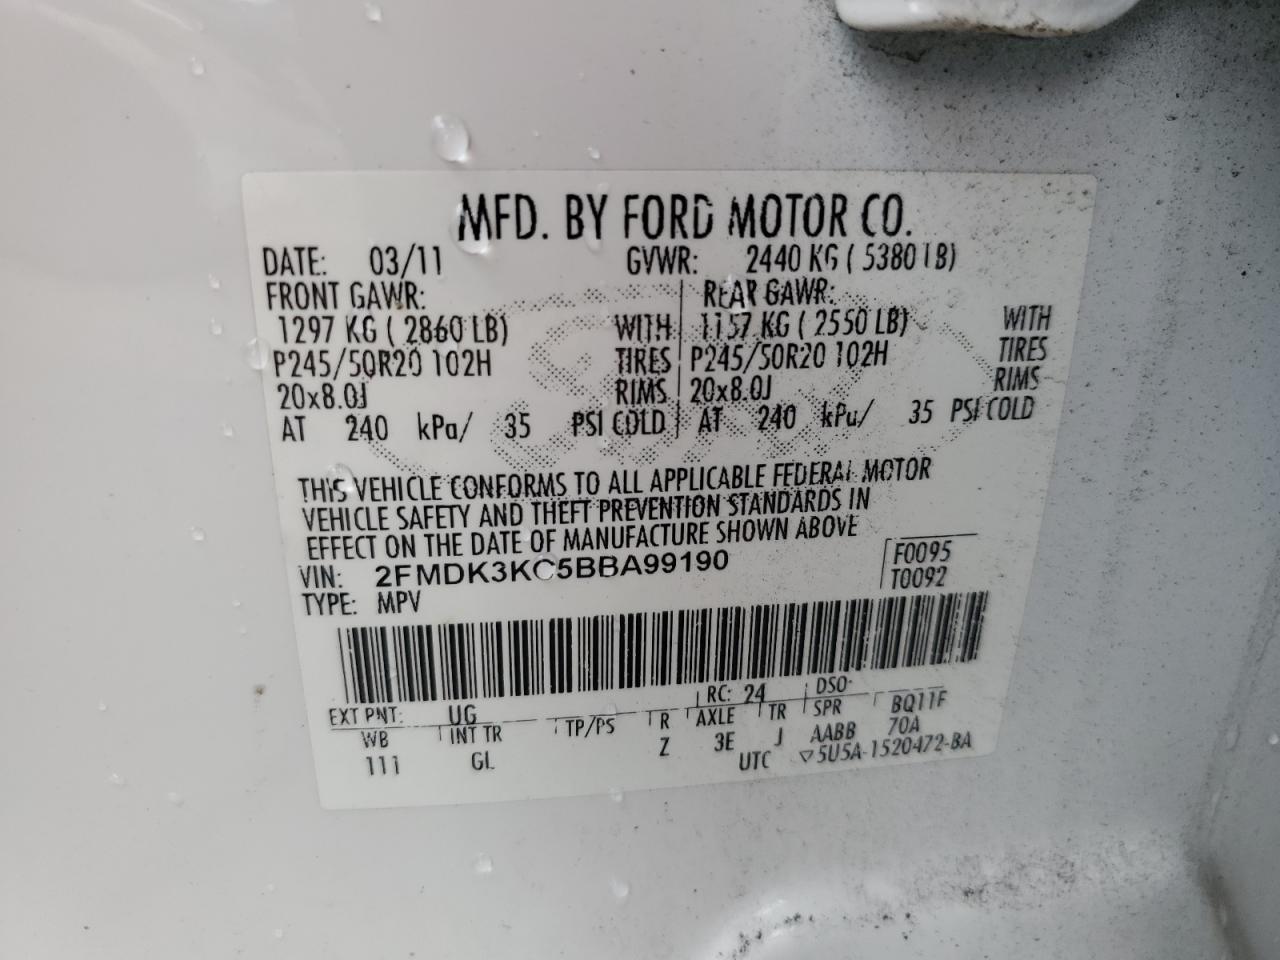 MFD. BY FORD MOTOR CO.
DATE: 03/11 GVWR: 2440 KG ( 5380 LB)
FRONT GAWR: REAR GAWR:
1297 KG ( 2860 LB) WITH 1157 KG ( 2550 LB) WITH
P245/50R20 102H TIRES P245/50R20 102H TIRES
20x8.0J RIMS 20x8.0J RIMS
AT 240 kPa/ 35 PSI COLD AT 240 kPa/ 35 PSI COLD
THIS VEHICLE CONFORMS TO ALL APPLICABLE FEDERAL MOTOR
VEHICLE SAFETY AND THEFT PREVENTION STANDARDS IN
EFFECT ON THE DATE OF MANUFACTURE SHOWN ABOVE
VIN: 2FMDK3KC5BBA99190 F0095
TYPE: MPV T0092
EXT PNT: UG RC: 24 DSO:
WB INT TR TP/PS R AXLE TR SPR BQ11F
111 GL Z 3E J AABB 70A
UTC ▽5U5A-1520472-BA